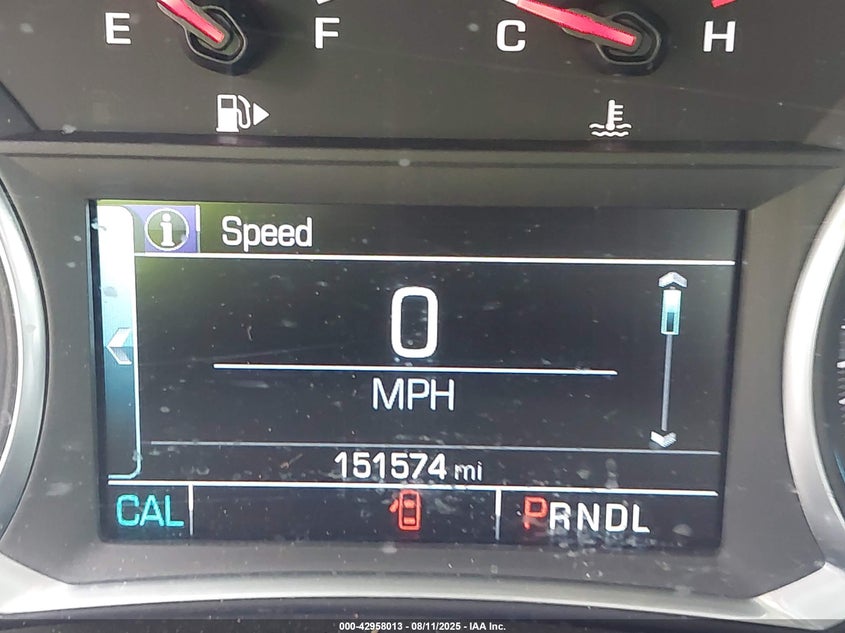 E F C H
Speed
0
MPH
151574 mi
CAL PRNDL
000-42958013 - 08/11/2025 - IAA Inc.